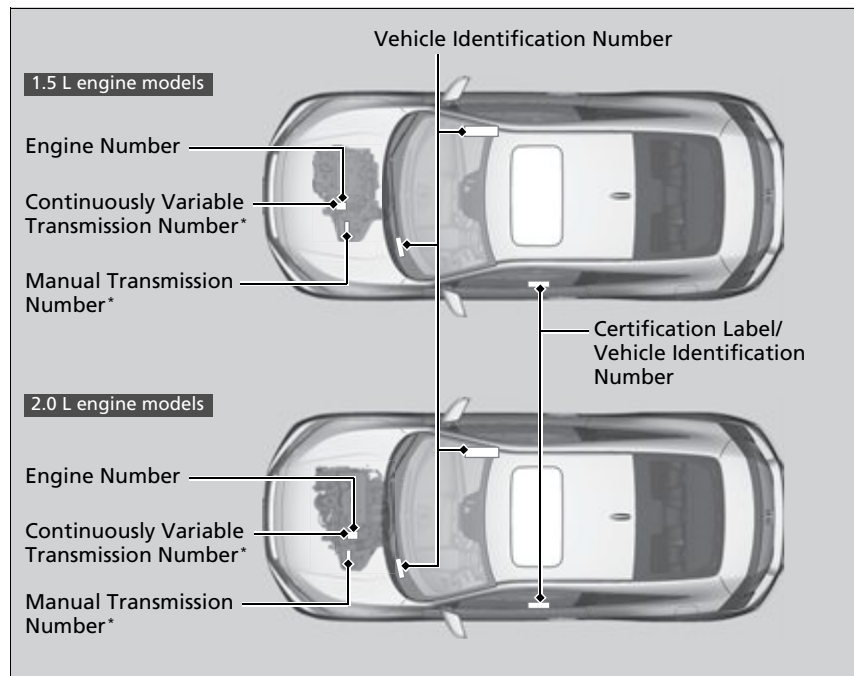 Vehicle Identification Number
1.5 L engine models
Engine Number
Continuously Variable
Transmission Number*
Manual Transmission
Number*
Certification Label/
Vehicle Identification
Number
2.0 L engine models
Engine Number
Continuously Variable
Transmission Number*
Manual Transmission
Number*